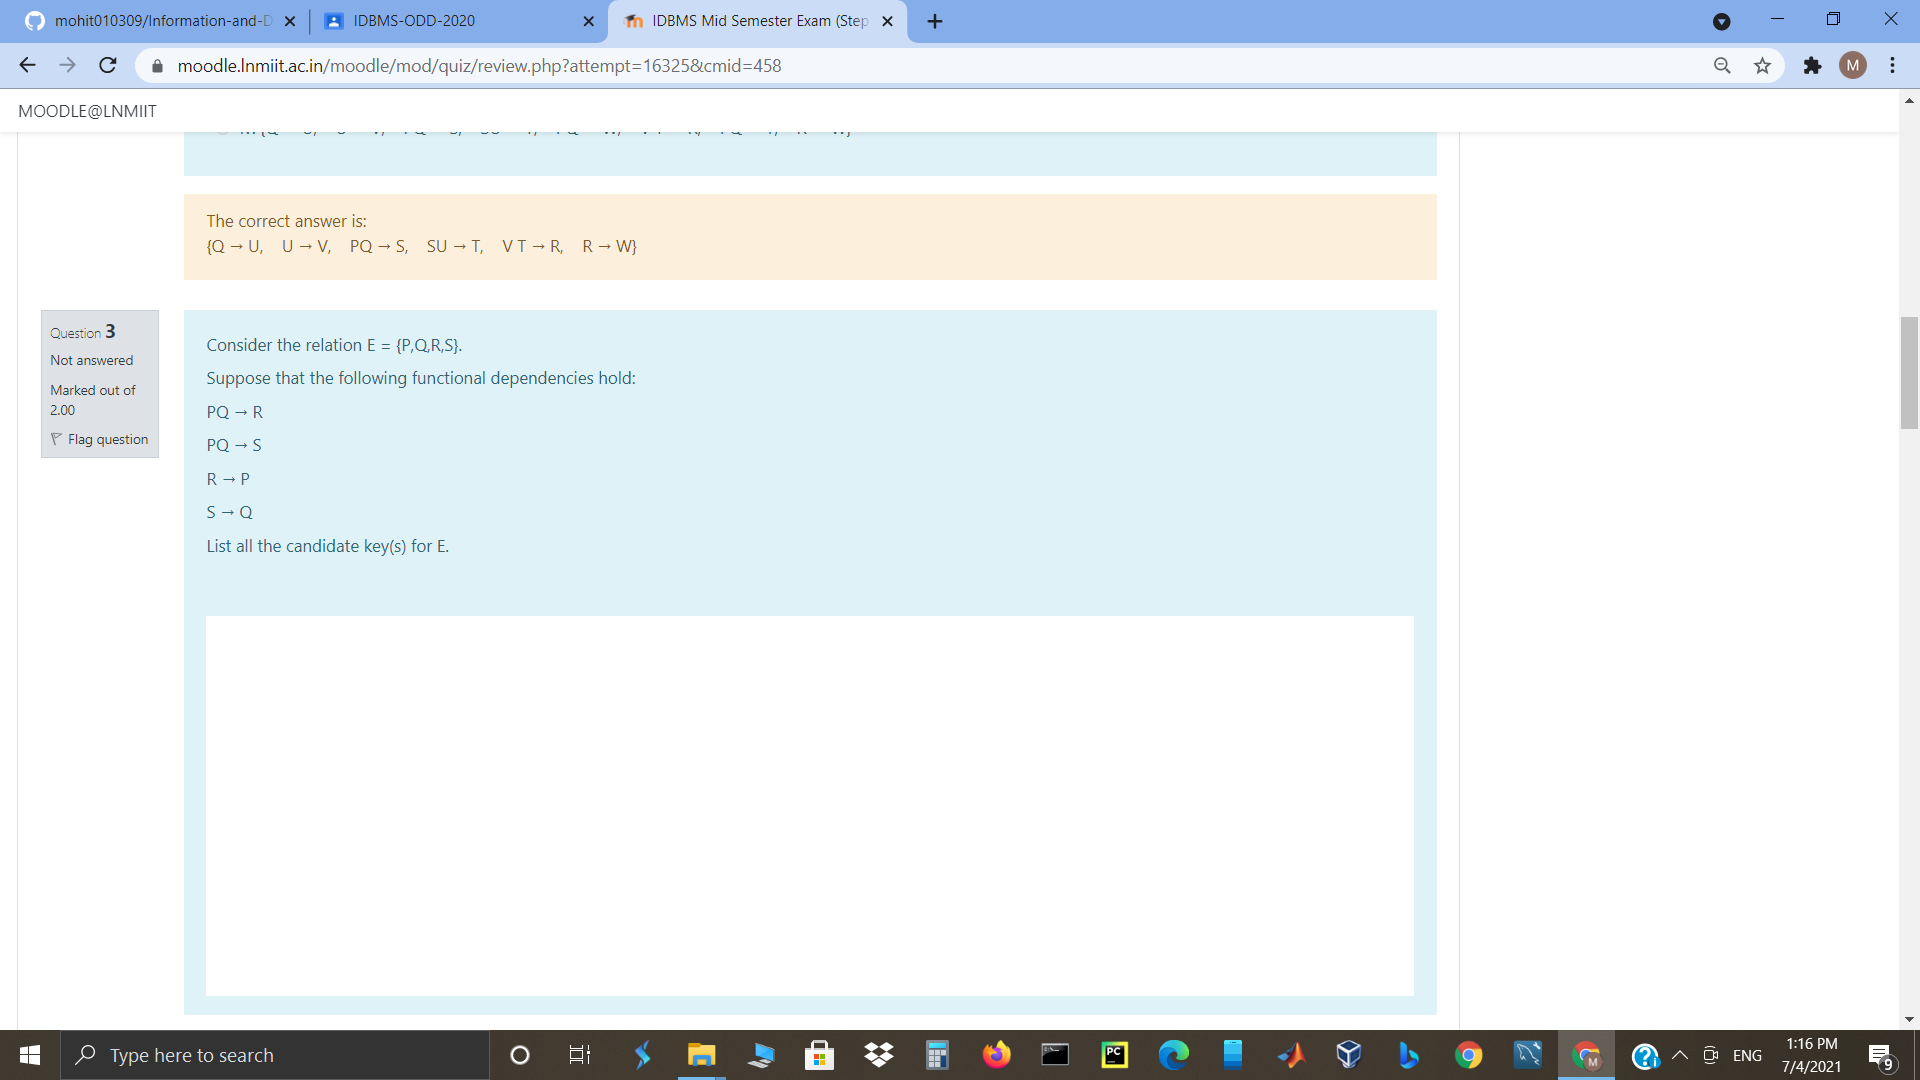 mohit010309/Information-and-D
IDBMS-ODD-2020
IDBMS Mid Semester Exam (Step
moodle.lnmiit.ac.in/moodle/mod/quiz/review.php?attempt=16325&cmid=458
M
MOODLE@LNMIIT
The correct answer is:
{Q → U, U → V, PQ → S, SU → T, V T → R, R → W}
Question 3
Not answered
Marked out of
2.00
Flag question
Consider the relation E = {P,Q,R,S}.
Suppose that the following functional dependencies hold:
PQ → R
PQ → S
R → P
S → Q
List all the candidate key(s) for E.
Type here to search
PC
M
ENG
1:16 PM
7/4/2021
9